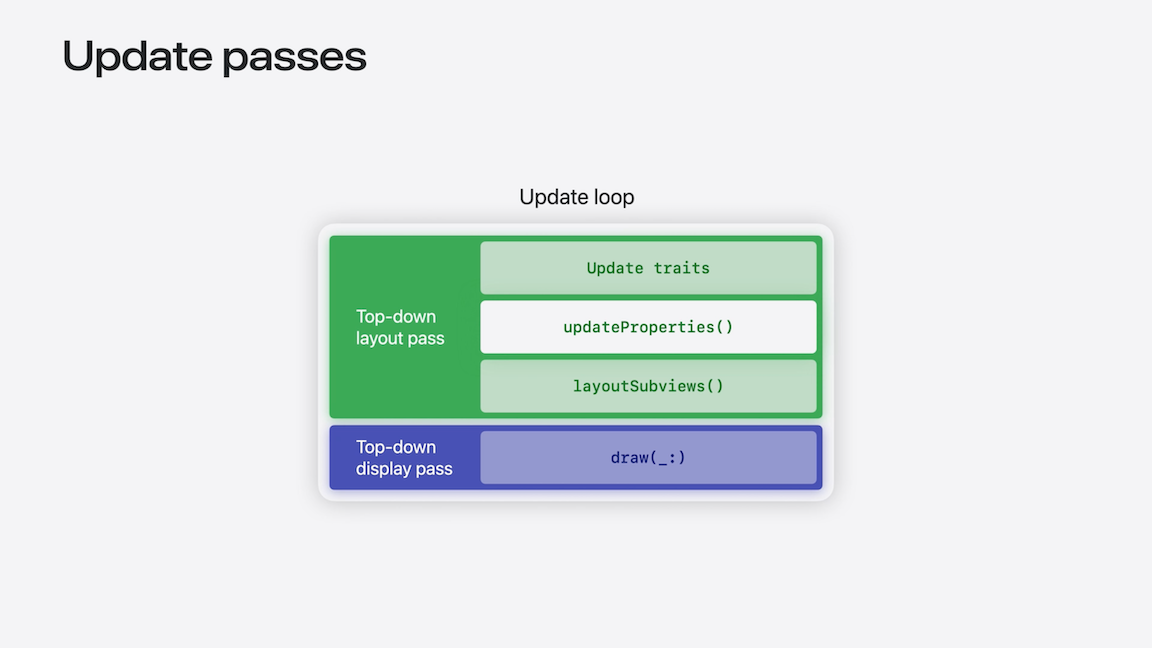 Update passes
Update loop
Top-down
layout pass
Update traits
updateProperties()
layoutSubviews()
Top-down
display pass
draw(_:)